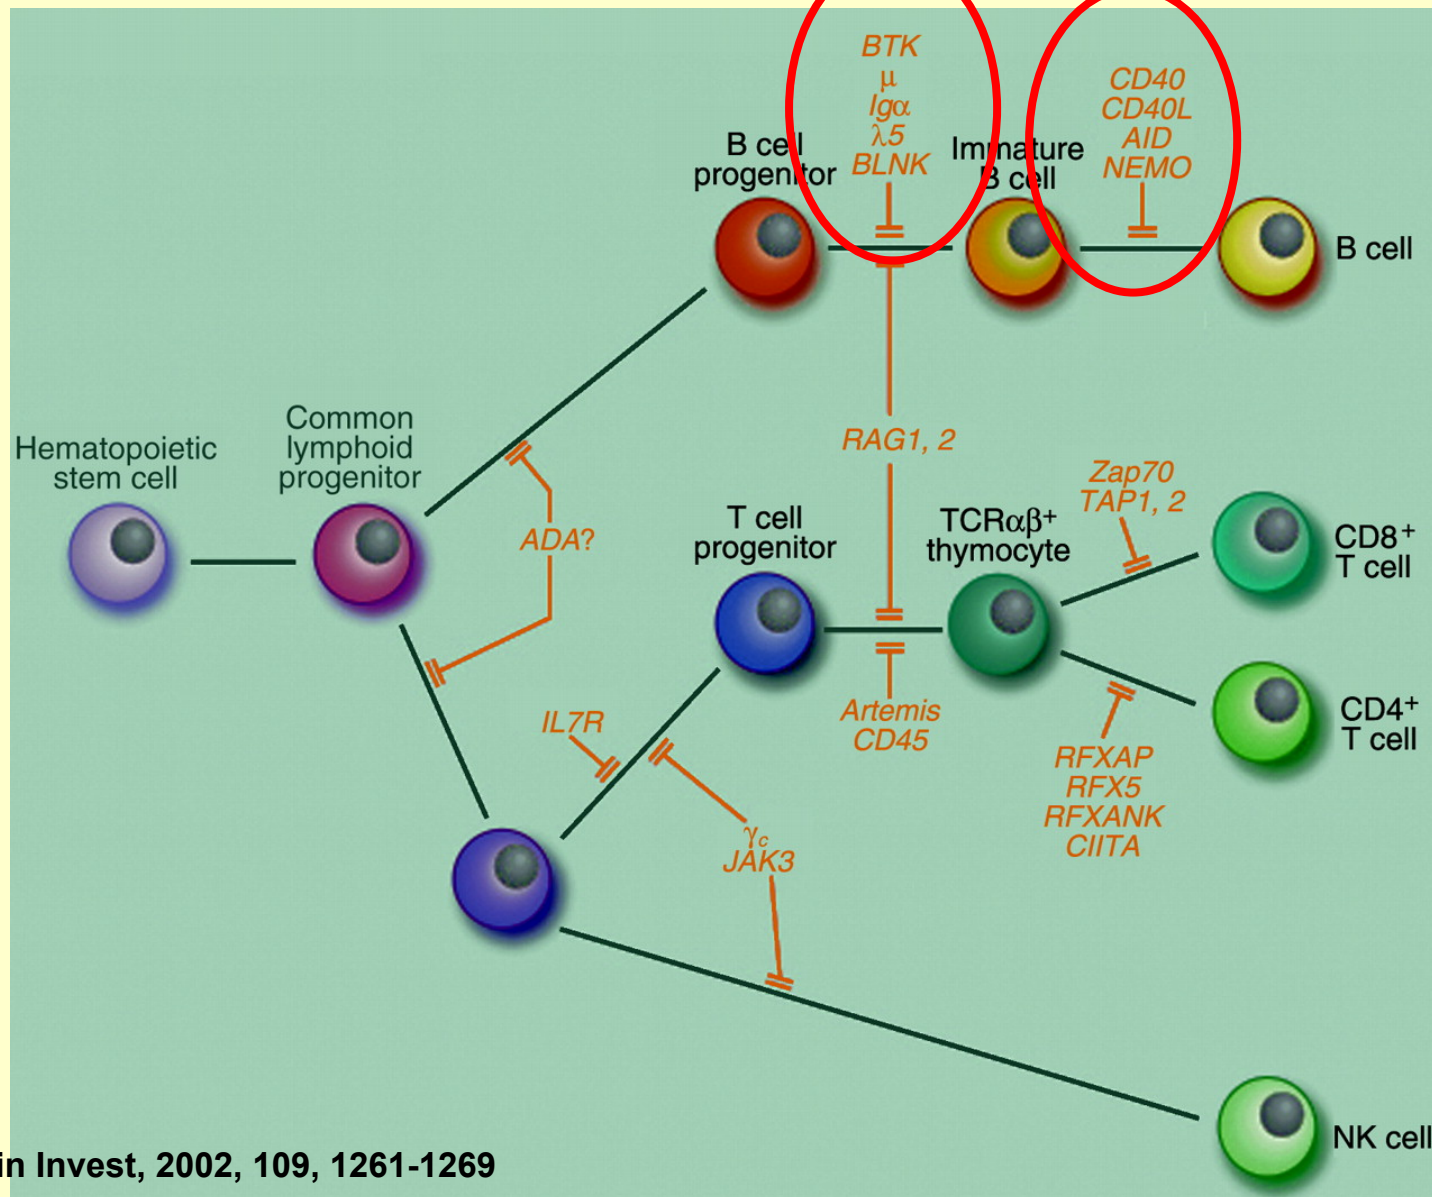 BTK
μ
Igα
λ5
BLNK
CD40
CD40L
AID
NEMO
B cell
progenitor
Immature
B cell
B cell
RAG1, 2
Hematopoietic
stem cell
Common
lymphoid
progenitor
ADA?
T cell
progenitor
TCRαβ+
thymocyte
Zap70
TAP1, 2
CD8+
T cell
IL7R
Artemis
CD45
CD4+
T cell
RFXAP
RFX5
RFXANK
CIITA
γc
JAK3
NK cell
in Invest, 2002, 109, 1261-1269